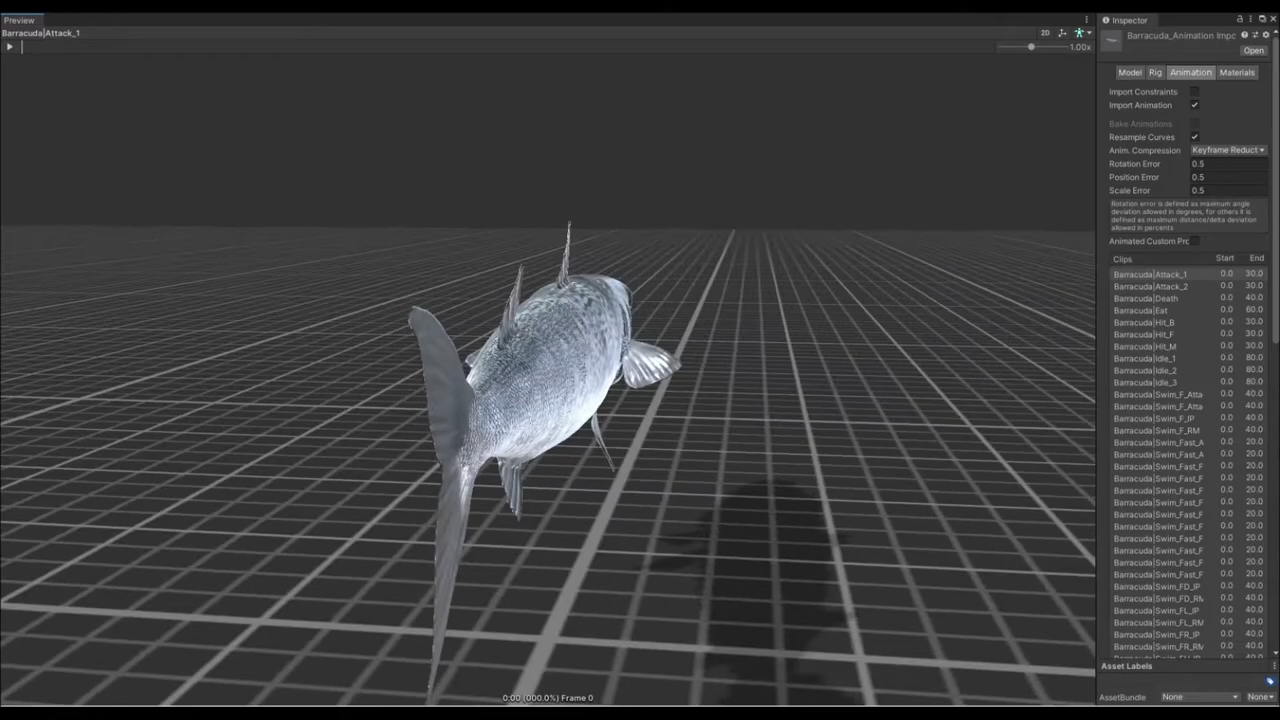 Preview
Barracuda|Attack_1
2D
1.00x
0:00 (000.0%) Frame 0
Inspector
Barracuda_Animation Impc
Open
Model Rig Animation Materials
Import Constraints
Import Animation
Bake Animations
Resample Curves
Anim. Compression Keyframe Reduct
Rotation Error 0.5
Position Error 0.5
Scale Error 0.5
Rotation error is defined as maximum angle
deviation allowed in degrees, for others it is
defined as maximum distance/delta deviation
allowed in percents
Animated Custom Prc
Clips Start End
Barracuda|Attack_1 0.0 30.0
Barracuda|Attack_2 0.0 30.0
Barracuda|Death 0.0 40.0
Barracuda|Eat 0.0 60.0
Barracuda|Hit_B 0.0 30.0
Barracuda|Hit_F 0.0 30.0
Barracuda|Hit_M 0.0 30.0
Barracuda|Idle_1 0.0 80.0
Barracuda|Idle_2 0.0 80.0
Barracuda|Idle_3 0.0 80.0
Barracuda|Swim_F_Atta 0.0 40.0
Barracuda|Swim_F_Atta 0.0 40.0
Barracuda|Swim_F_IP 0.0 40.0
Barracuda|Swim_F_RM 0.0 40.0
Barracuda|Swim_Fast_A 0.0 20.0
Barracuda|Swim_Fast_A 0.0 20.0
Barracuda|Swim_Fast_F 0.0 20.0
Barracuda|Swim_Fast_F 0.0 20.0
Barracuda|Swim_Fast_F 0.0 20.0
Barracuda|Swim_Fast_F 0.0 20.0
Barracuda|Swim_Fast_F 0.0 20.0
Barracuda|Swim_Fast_F 0.0 20.0
Barracuda|Swim_Fast_F 0.0 20.0
Barracuda|Swim_Fast_F 0.0 20.0
Barracuda|Swim_Fast_F 0.0 20.0
Barracuda|Swim_Fast_F 0.0 20.0
Barracuda|Swim_FD_IP 0.0 40.0
Barracuda|Swim_FD_RM 0.0 40.0
Barracuda|Swim_FL_IP 0.0 40.0
Barracuda|Swim_FL_RM 0.0 40.0
Barracuda|Swim_FR_IP 0.0 40.0
Barracuda|Swim_FR_RM 0.0 40.0
Asset Labels
AssetBundle None None